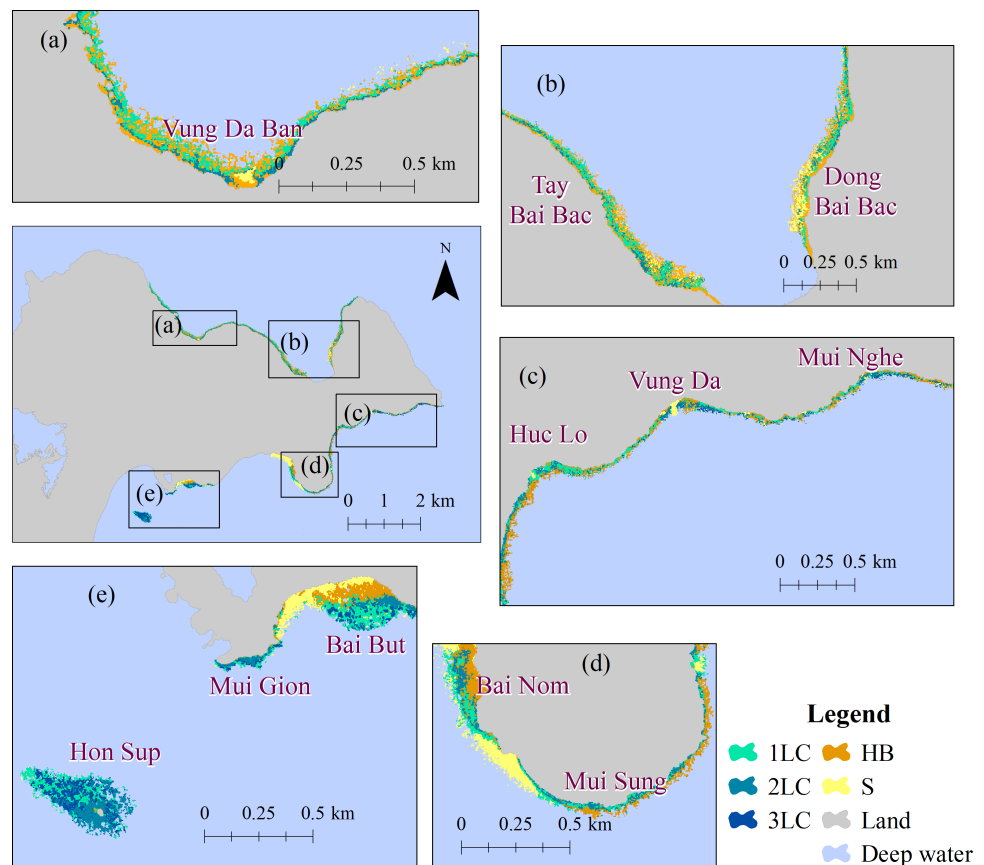 (a)
Vung Da Ban
0 0.25 0.5 km
(b)
Tay
Bai Bac
Dong
Bai Bac
0 0.25 0.5 km
N
(a)
(b)
(c)
(d)
(e)
0 1 2 km
(c)
Mui Nghe
Vung Da
Huc Lo
0 0.25 0.5 km
(e)
Bai But
Mui Gion
Hon Sup
0 0.25 0.5 km
(d)
Bai Nom
Mui Sung
0 0.25 0.5 km
Legend
1LC HB
2LC S
3LC Land
Deep water